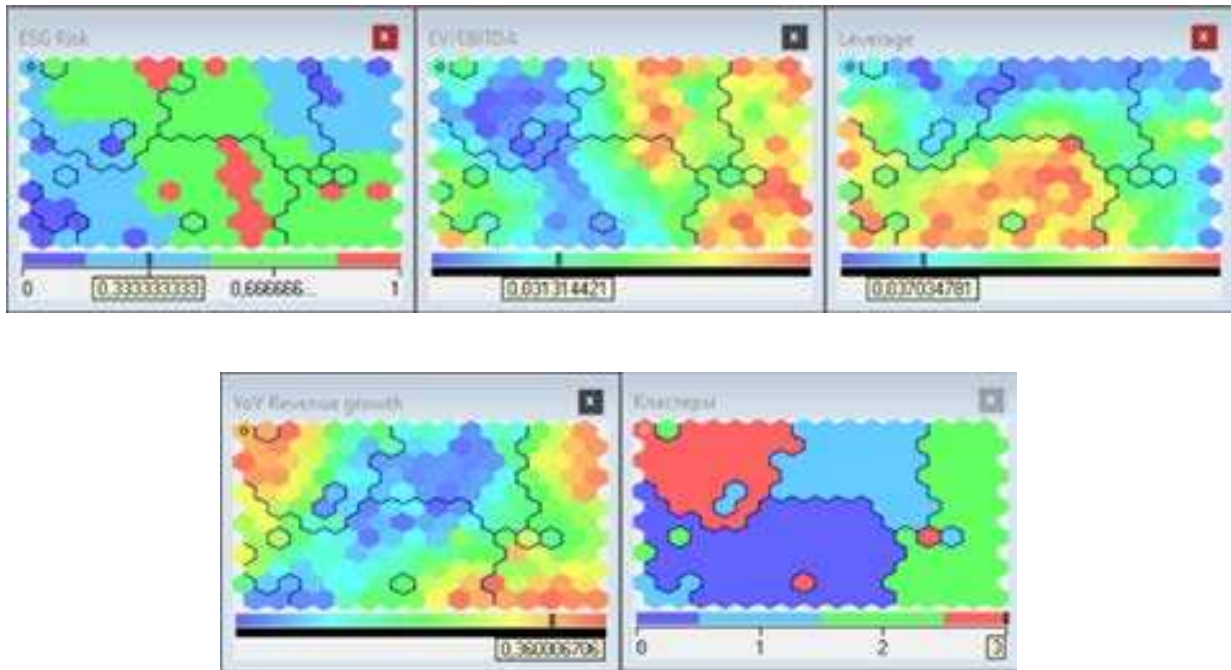 ESG Risk
EV/EBITDA
Leverage
0 0,333333333 0,666666... 1
0,031314421
0,037034781
YoY Revenue growth
Кластеры
0,360006706
0 1 2 3